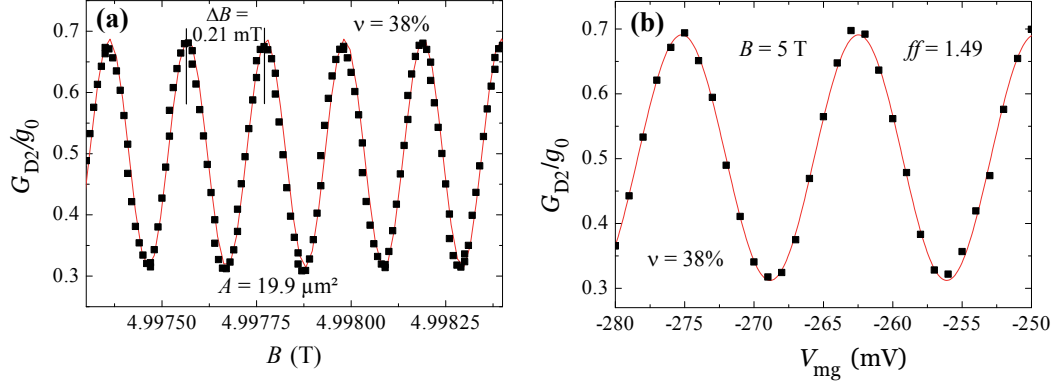 (a)
ΔB =
0.21 mT
ν = 38%
0.7
0.6
0.5
0.4
0.3
G_D2/g_0
A = 19.9 μm²
4.99750
4.99775
4.99800
4.99825
B (T)
(b)
B = 5 T
ff = 1.49
0.7
0.6
0.5
0.4
0.3
G_D2/g_0
ν = 38%
-280
-275
-270
-265
-260
-255
-250
V_mg (mV)